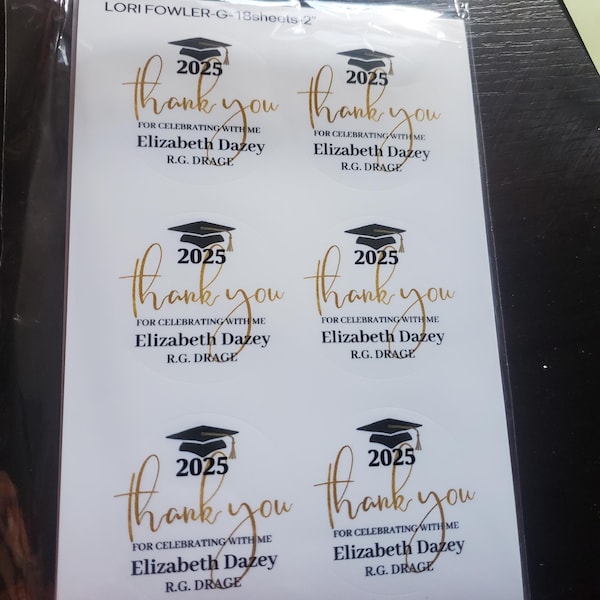 LORI FOWLER-G-18sheets-2"
2025
thank you
FOR CELEBRATING WITH ME
Elizabeth Dazey
R.G. DRAGE
2025
thank you
FOR CELEBRATING WITH ME
Elizabeth Dazey
R.G. DRAGE
2025
thank you
FOR CELEBRATING WITH ME
Elizabeth Dazey
R.G. DRAGE
2025
thank you
FOR CELEBRATING WITH ME
Elizabeth Dazey
R.G. DRAGE
2025
thank you
FOR CELEBRATING WITH ME
Elizabeth Dazey
R.G. DRAGE
2025
thank you
FOR CELEBRATING WITH ME
Elizabeth Dazey
R.G. DRAGE